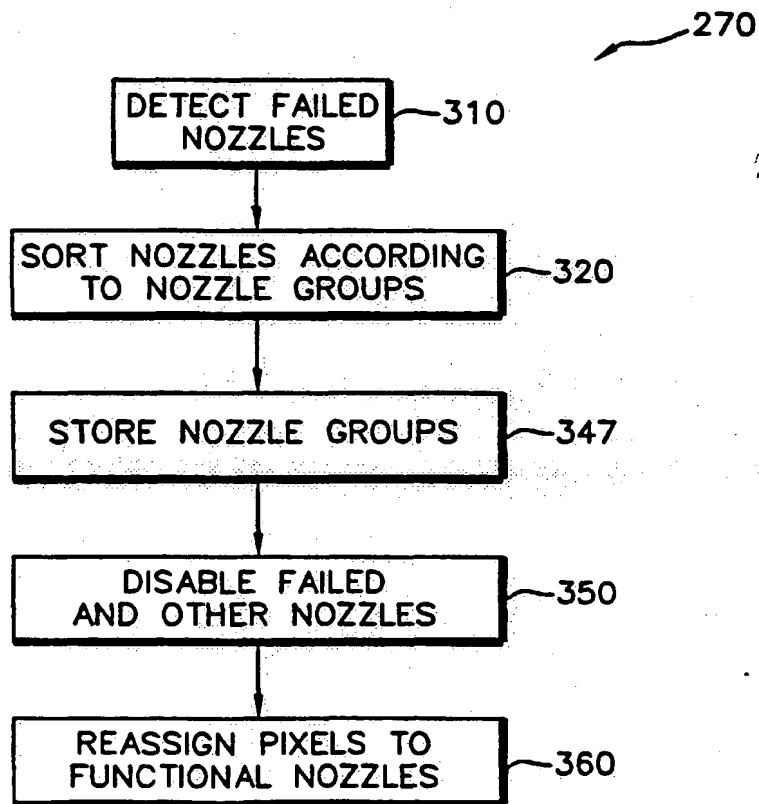 270
DETECT FAILED
NOZZLES
310
SORT NOZZLES ACCORDING
TO NOZZLE GROUPS
320
STORE NOZZLE GROUPS
347
DISABLE FAILED
AND OTHER NOZZLES
350
REASSIGN PIXELS TO
FUNCTIONAL NOZZLES
360